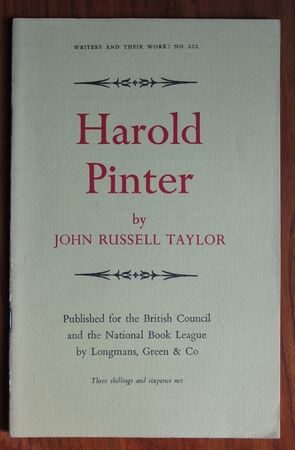 WRITERS AND THEIR WORK: NO 212
Harold
Pinter
by
JOHN RUSSELL TAYLOR
Published for the British Council
and the National Book League
by Longmans, Green & Co
Three shillings and sixpence net